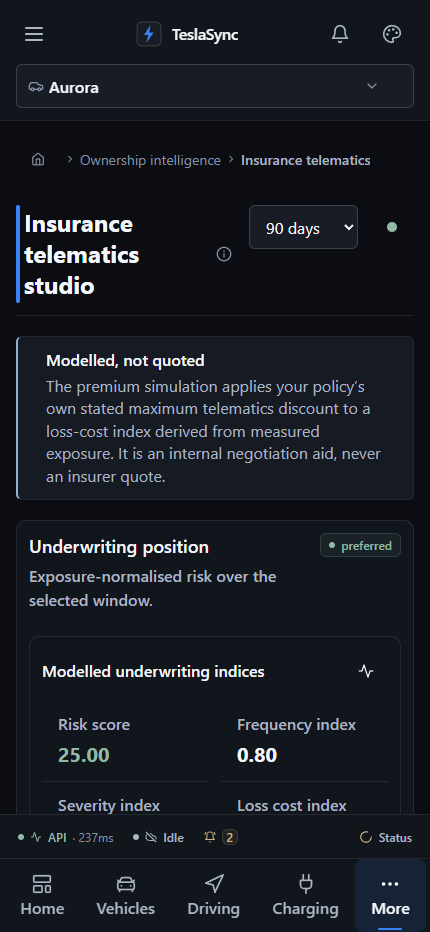 TeslaSync
Aurora
Ownership intelligence
Insurance telematics
Insurance
telematics
studio
90 days
Modelled, not quoted
The premium simulation applies your policy’s
own stated maximum telematics discount to a
loss-cost index derived from measured
exposure. It is an internal negotiation aid, never
an insurer quote.
Underwriting position
preferred
Exposure-normalised risk over the
selected window.
Modelled underwriting indices
Risk score
Frequency index
25.00
0.80
Severity index
Loss cost index
API · 237ms
Idle
2
Status
Home
Vehicles
Driving
Charging
More